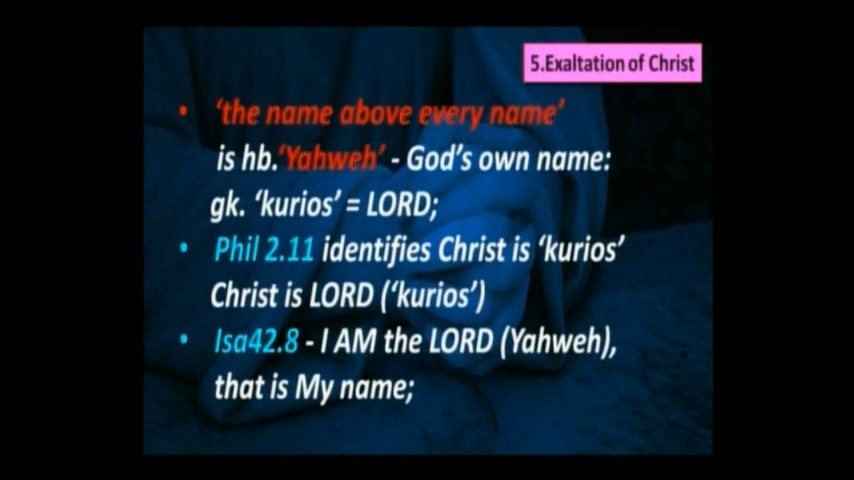 5.Exaltation of Christ
• 'the name above every name'
is hb.'Yahweh' - God's own name:
gk. 'kurios' = LORD;
• Phil 2.11 identifies Christ is 'kurios'
Christ is LORD ('kurios')
• Isa42.8 - I AM the LORD (Yahweh),
that is My name;